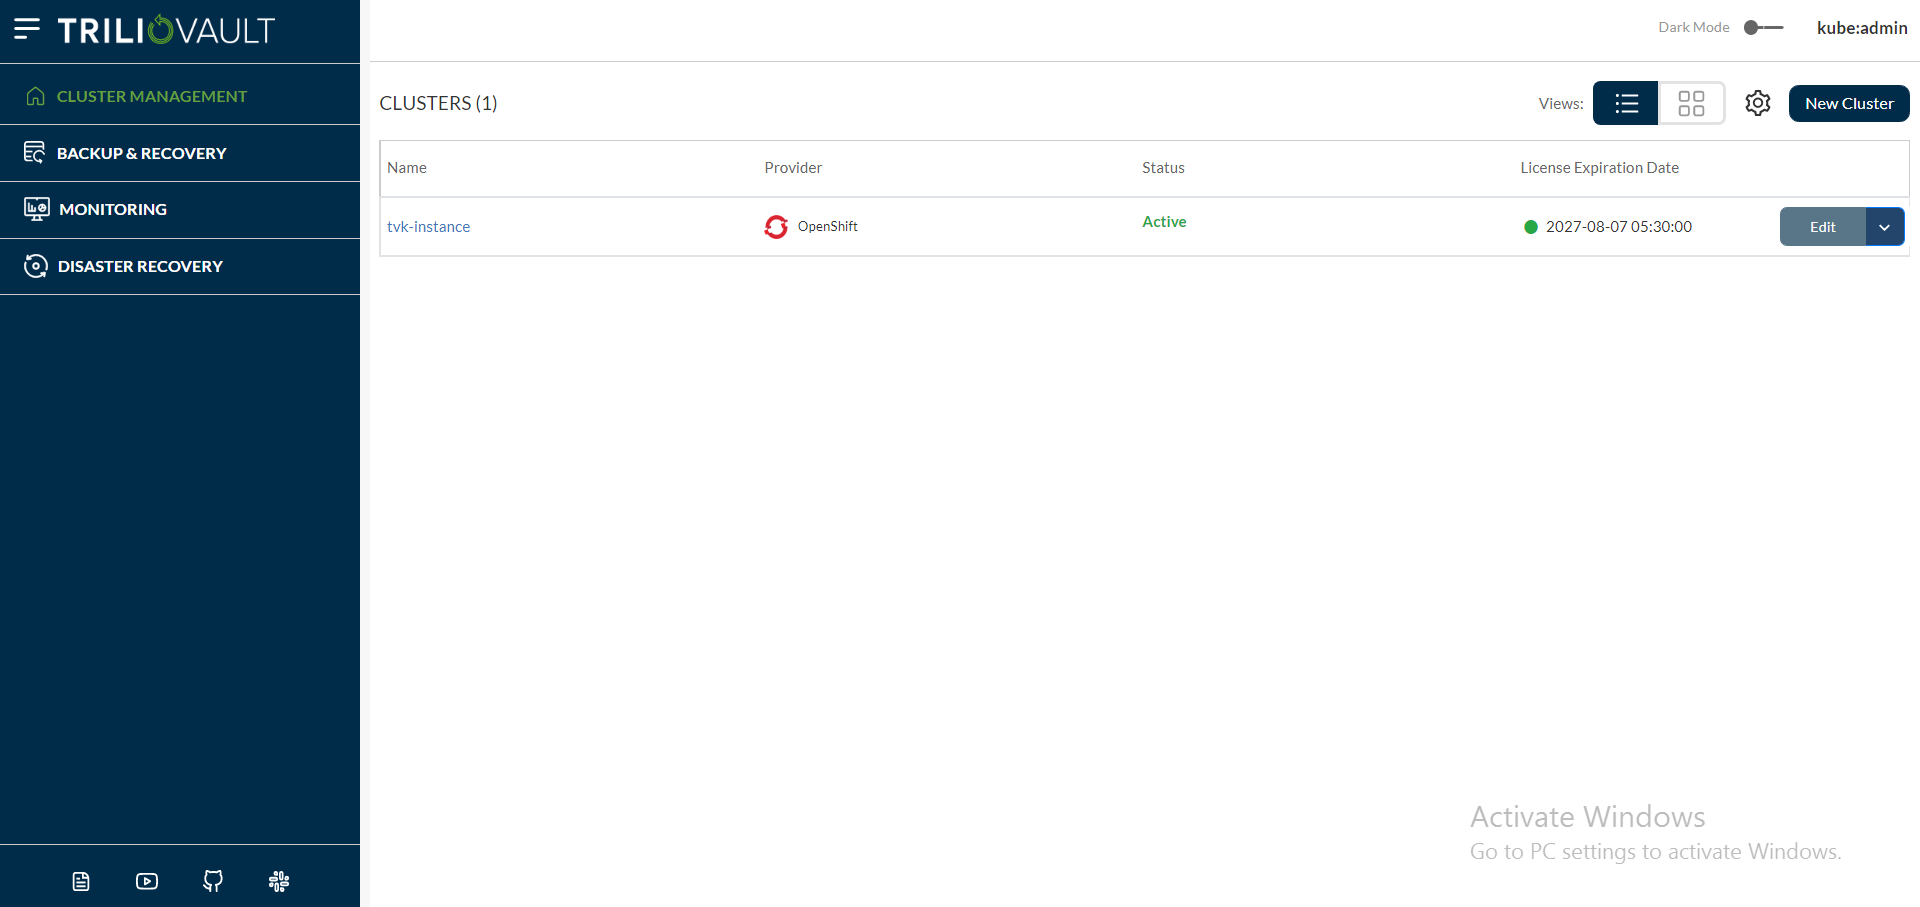 TRILIOVAULT
Dark Mode
kube:admin
CLUSTER MANAGEMENT
BACKUP & RECOVERY
MONITORING
DISASTER RECOVERY
CLUSTERS (1)
Views:
New Cluster
Name Provider Status License Expiration Date
tvk-instance OpenShift Active 2027-08-07 05:30:00 Edit
Activate Windows
Go to PC settings to activate Windows.